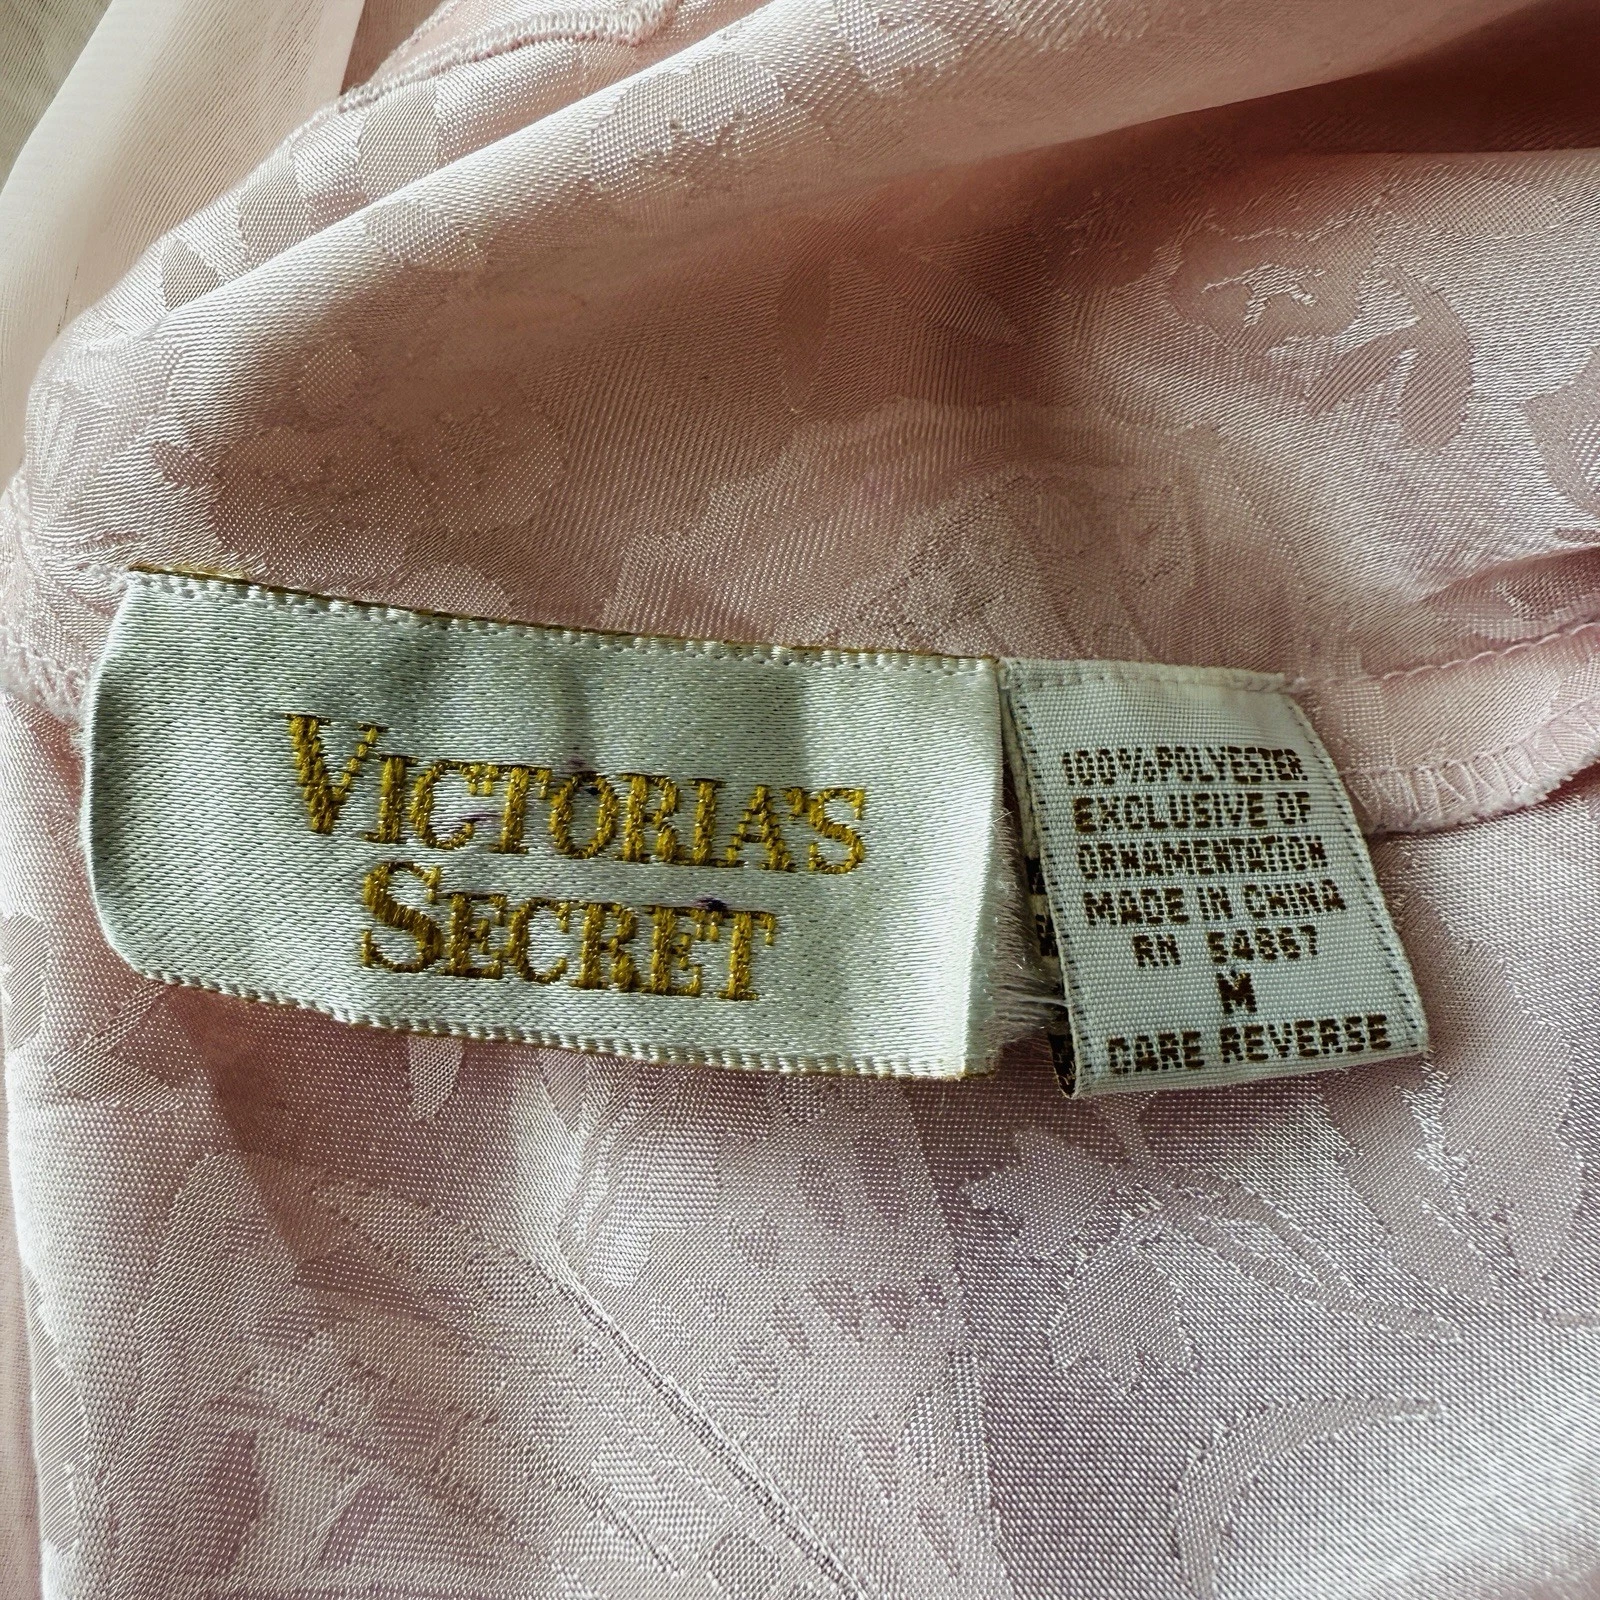 VICTORIA'S
SECRET
100% POLYESTER
EXCLUSIVE OF
ORNAMENTATION
MADE IN CHINA
RN 54867
M
CARE REVERSE